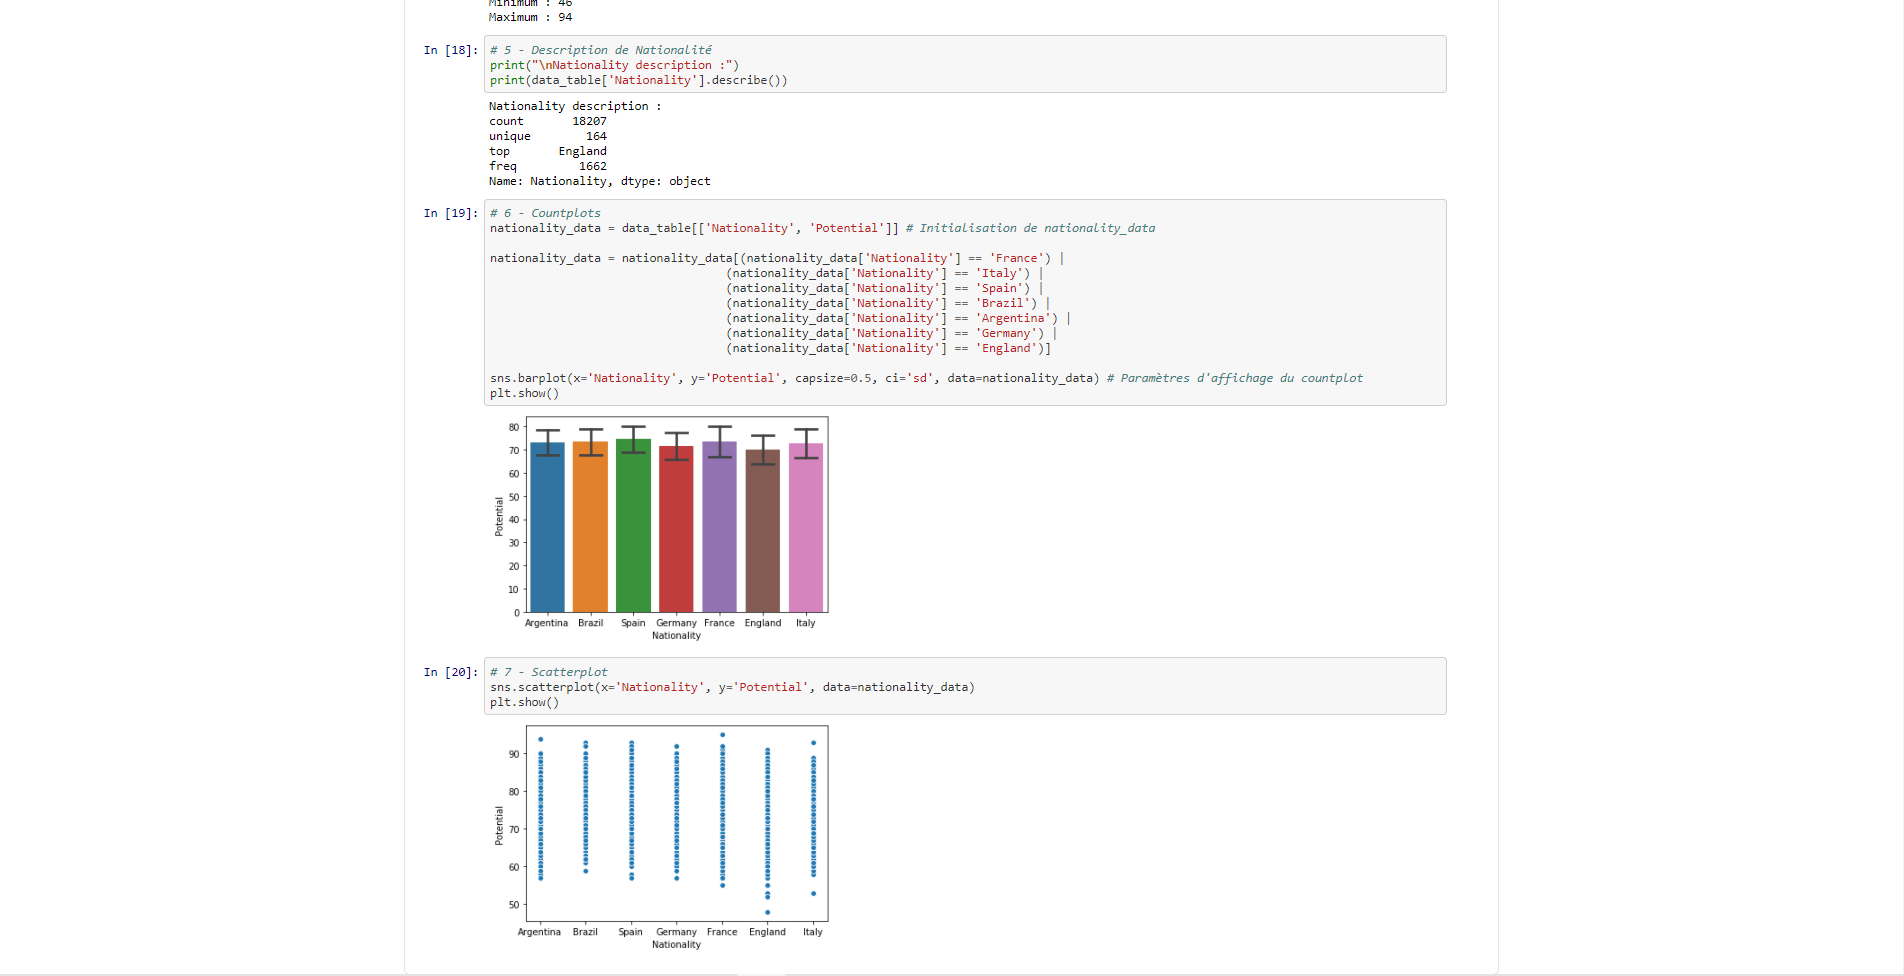 Minimum : 46
Maximum : 94
In [18]:
# 5 - Description de Nationalité
print("\nNationality description :")
print(data_table['Nationality'].describe())
Nationality description :
count       18207
unique        164
top       England
freq         1662
Name: Nationality, dtype: object
In [19]:
# 6 - Countplots
nationality_data = data_table[['Nationality', 'Potential']] # Initialisation de nationality_data
nationality_data = nationality_data[(nationality_data['Nationality'] == 'France') |
(nationality_data['Nationality'] == 'Italy') |
(nationality_data['Nationality'] == 'Spain') |
(nationality_data['Nationality'] == 'Brazil') |
(nationality_data['Nationality'] == 'Argentina') |
(nationality_data['Nationality'] == 'Germany') |
(nationality_data['Nationality'] == 'England')]
sns.barplot(x='Nationality', y='Potential', capsize=0.5, ci='sd', data=nationality_data) # Paramètres d'affichage du countplot
plt.show()
80
70
60
50
40
30
20
10
0
Potential
Argentina Brazil Spain Germany France England Italy
Nationality
In [20]:
# 7 - Scatterplot
sns.scatterplot(x='Nationality', y='Potential', data=nationality_data)
plt.show()
90
80
70
60
50
Potential
Argentina Brazil Spain Germany France England Italy
Nationality